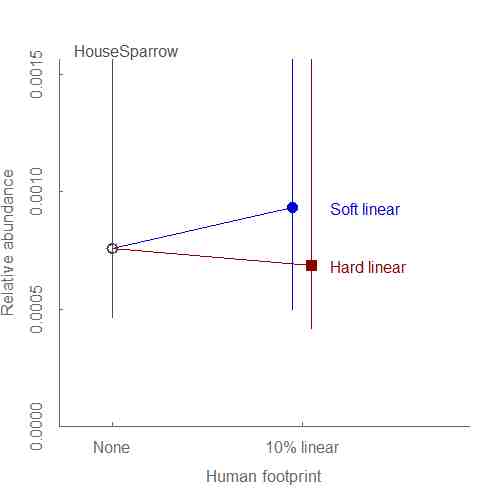 HouseSparrow
0.0015
0.0010
0.0005
0.0000
Relative abundance
Soft linear
Hard linear
None
10% linear
Human footprint